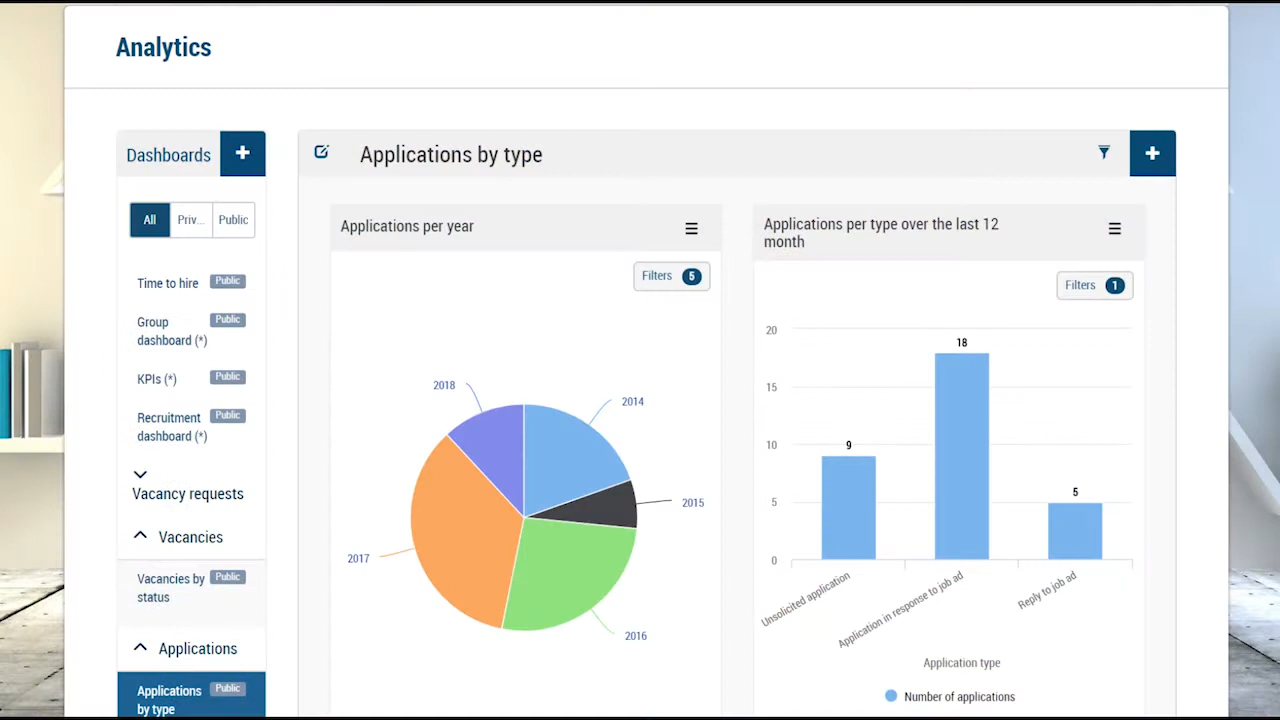 Analytics
Dashboards
All
Priv...
Public
Time to hire
Public
Group
dashboard (*)
Public
KPIs (*)
Public
Recruitment
dashboard (*)
Public
Vacancy requests
Vacancies
Vacancies by
status
Public
Applications
Applications
by type
Public
Applications by type
Applications per year
Filters 5
2018
2014
2015
2017
2016
Applications per type over the last 12
month
Filters 1
20
15
10
5
0
9
18
5
Unsolicited application
Application in response to job ad
Reply to job ad
Application type
Number of applications